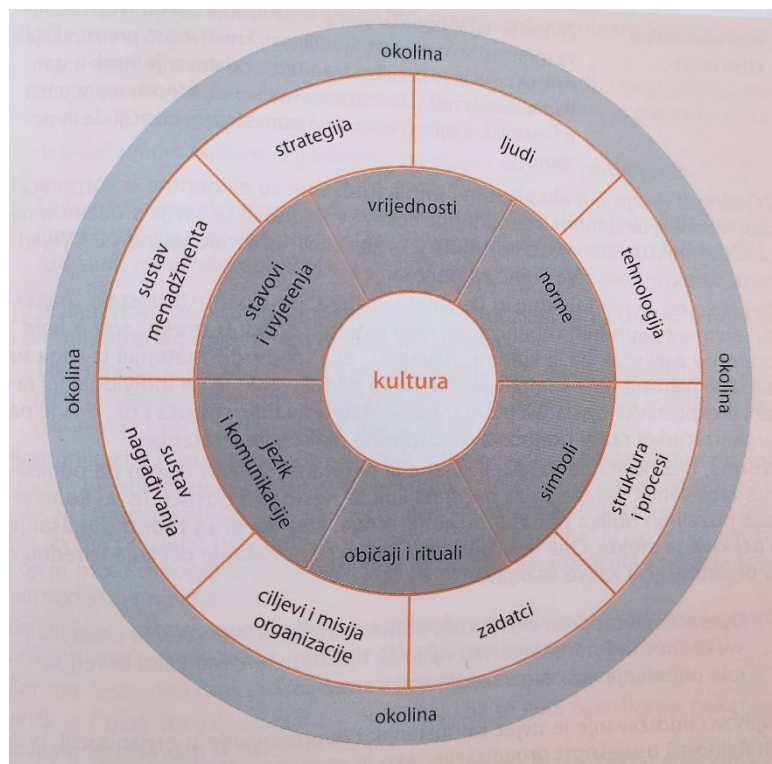 okolina
strategija
ljudi
sustav
menadžmenta
vrijednosti
tehnologija
stavovi
i uvjerenja
norme
okolina
kultura
okolina
sustav
nagrađivanja
jezik
i komunikacije
simboli
struktura
i procesi
običaji i rituali
ciljevi i misija
organizacije
zadatci
okolina